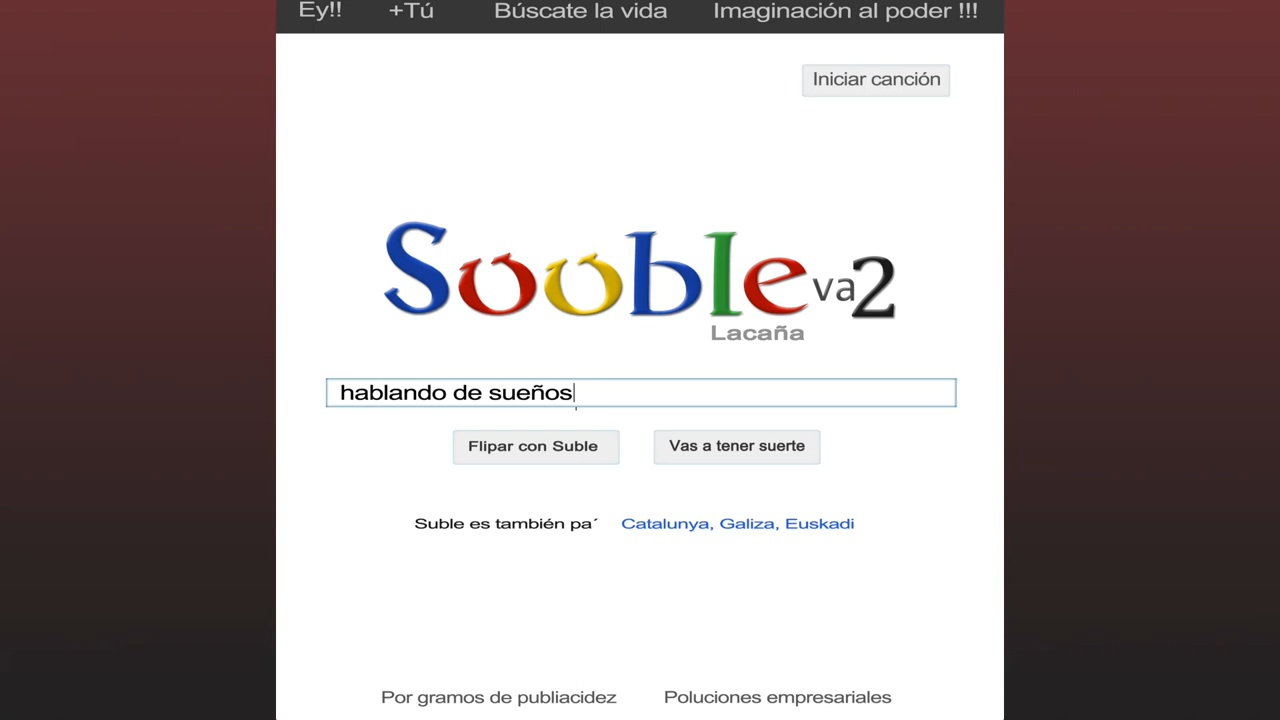 Ey!! +Tú Búscate la vida Imaginación al poder !!!
Iniciar canción
Sooble va2
Lacaña
hablando de sueños
Flipar con Suble Vas a tener suerte
Suble es también pa´ Catalunya, Galiza, Euskadi
Por gramos de publiacidez Poluciones empresariales